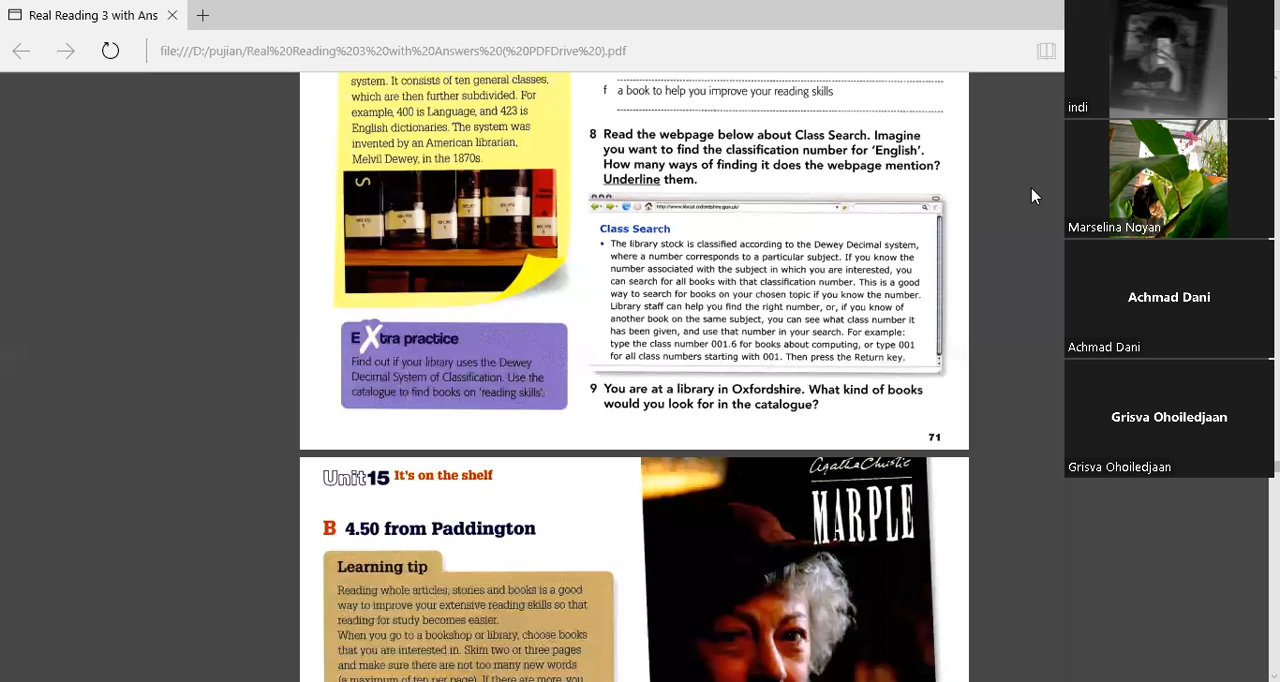 Real Reading 3 with Ans
file:///D:/pujian/Real%20Reading%203%20with%20Answers%20(%20PDFDrive%20).pdf
system. It consists of ten general classes,
which are then further subdivided. For
example, 400 is Language, and 423 is
English dictionaries. The system was
invented by an American librarian,
Melvil Dewey, in the 1870s.
Extra practice
Find out if your library uses the Dewey
Decimal System of Classification. Use the
catalogue to find books on 'reading skills'.
f a book to help you improve your reading skills
8 Read the webpage below about Class Search. Imagine
you want to find the classification number for 'English'.
How many ways of finding it does the webpage mention?
Underline them.
Class Search
• The library stock is classified according to the Dewey Decimal system,
where a number corresponds to a particular subject. If you know the
number associated with the subject in which you are interested, you
can search for all books with that classification number. This is a good
way to search for books on your chosen topic if you know the number.
Library staff can help you find the right number, or, if you know of
another book on the same subject, you can see what class number it
has been given, and use that number in your search. For example:
type the class number 001.6 for books about computing, or type 001
for all class numbers starting with 001. Then press the Return key.
9 You are at a library in Oxfordshire. What kind of books
would you look for in the catalogue?
71
Unit15 It's on the shelf
B 4.50 from Paddington
Learning tip
Reading whole articles, stories and books is a good
way to improve your extensive reading skills so that
reading for study becomes easier.
When you go to a bookshop or library, choose books
that you are interested in. Skim two or three pages
and make sure there are not too many new words
(a maximum of ten per page). If there are more, you
Agatha Christie
MARPLE
indi
Marselina Noyan
Achmad Dani
Achmad Dani
Grisva Ohoiledjaan
Grisva Ohoiledjaan